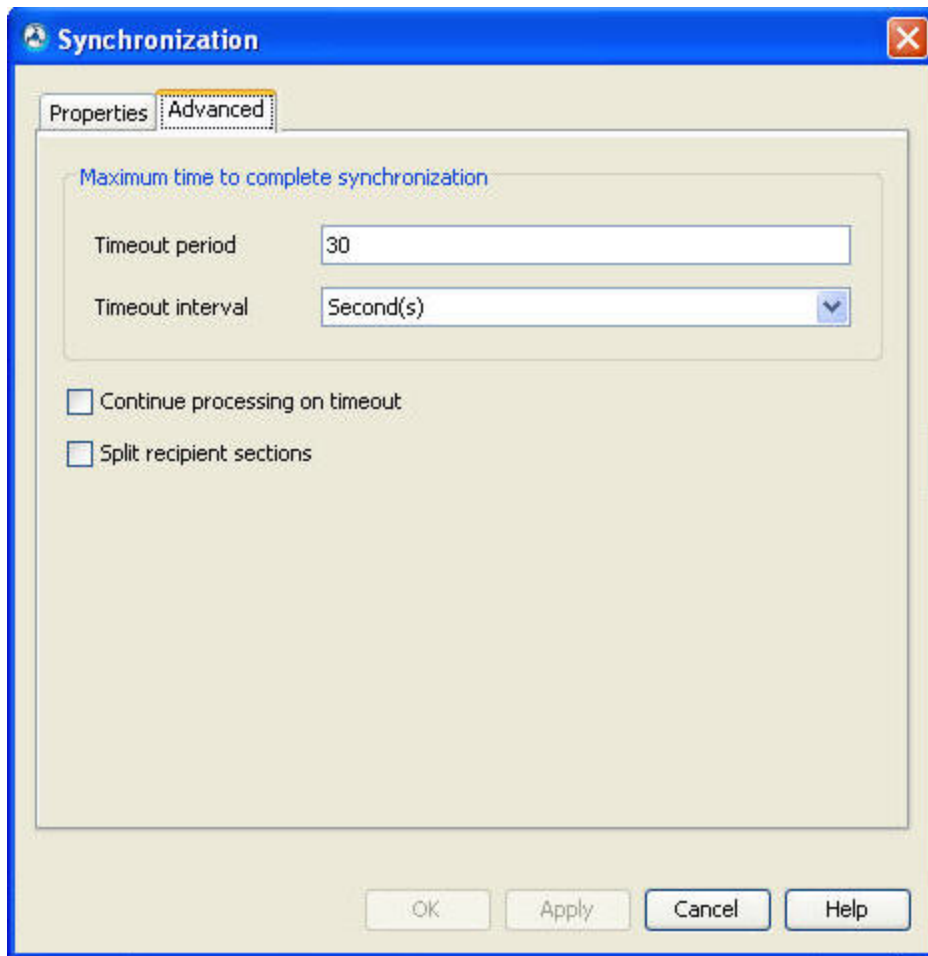 Synchronization
Properties Advanced
Maximum time to complete synchronization
Timeout period 30
Timeout interval Second(s)
Continue processing on timeout
Split recipient sections
OK Apply Cancel Help